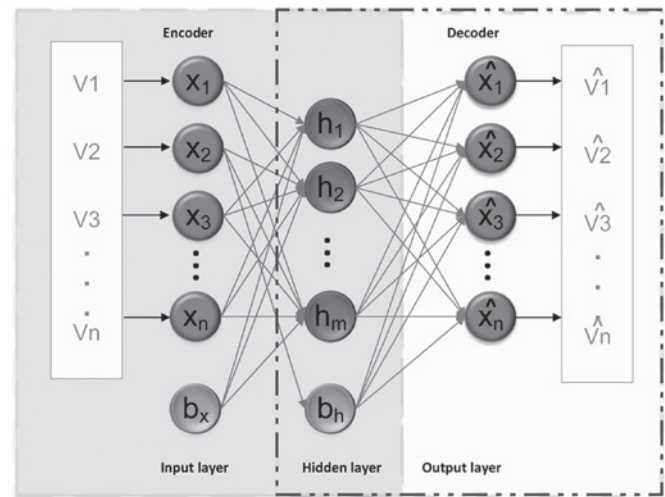 Encoder Decoder
V1 x1 h1 x̂1 V̂1
V2 x2 h2 x̂2 V̂2
V3 x3 x̂3 V̂3
Vn xn hm x̂n V̂n
bx bh
Input layer Hidden layer Output layer